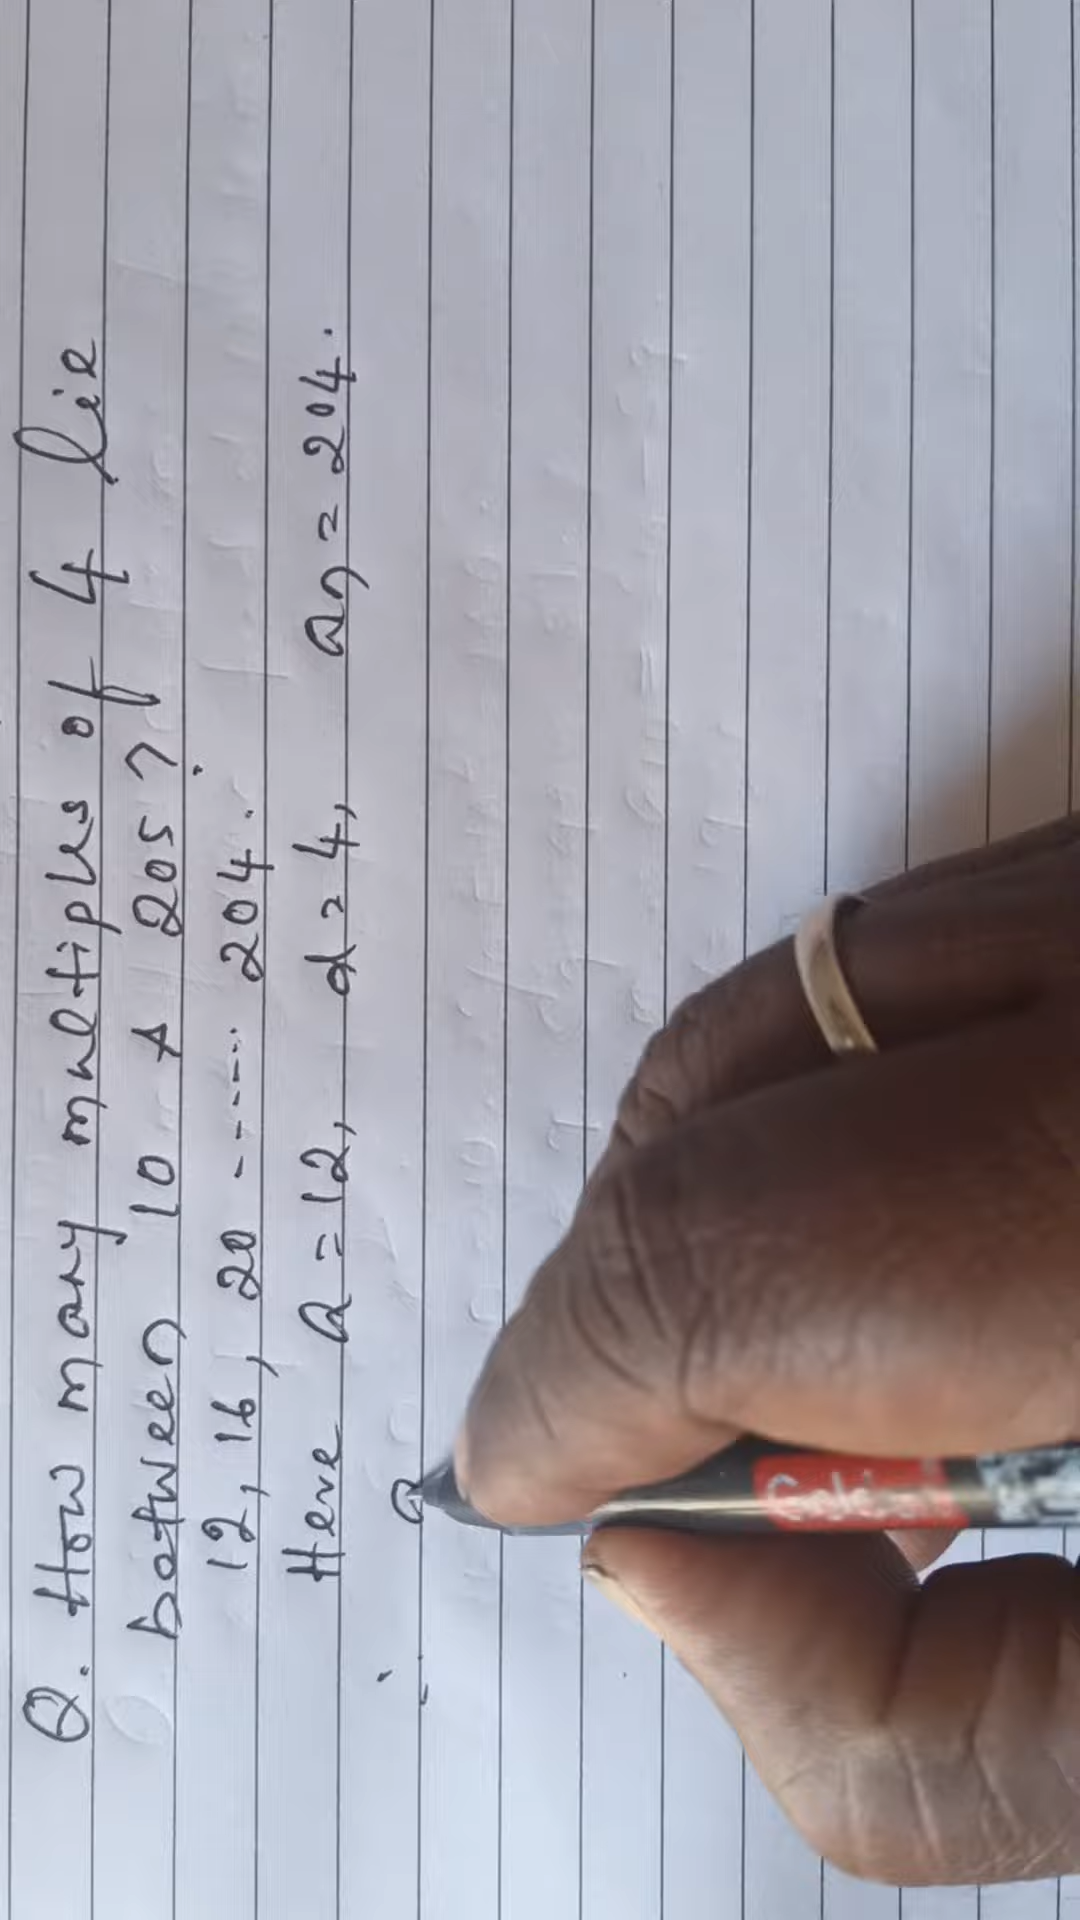 Q. How many multiples of 4 lie
between 10 & 205?
12, 16, 20 ----- 204.
Here a = 12, d = 4, an = 204.
∴ a